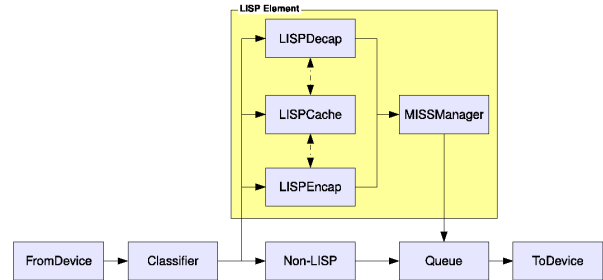 LISP Element
LISPDecap
LISPCache
MISSManager
LISPEncap
FromDevice
Classifier
Non-LISP
Queue
ToDevice